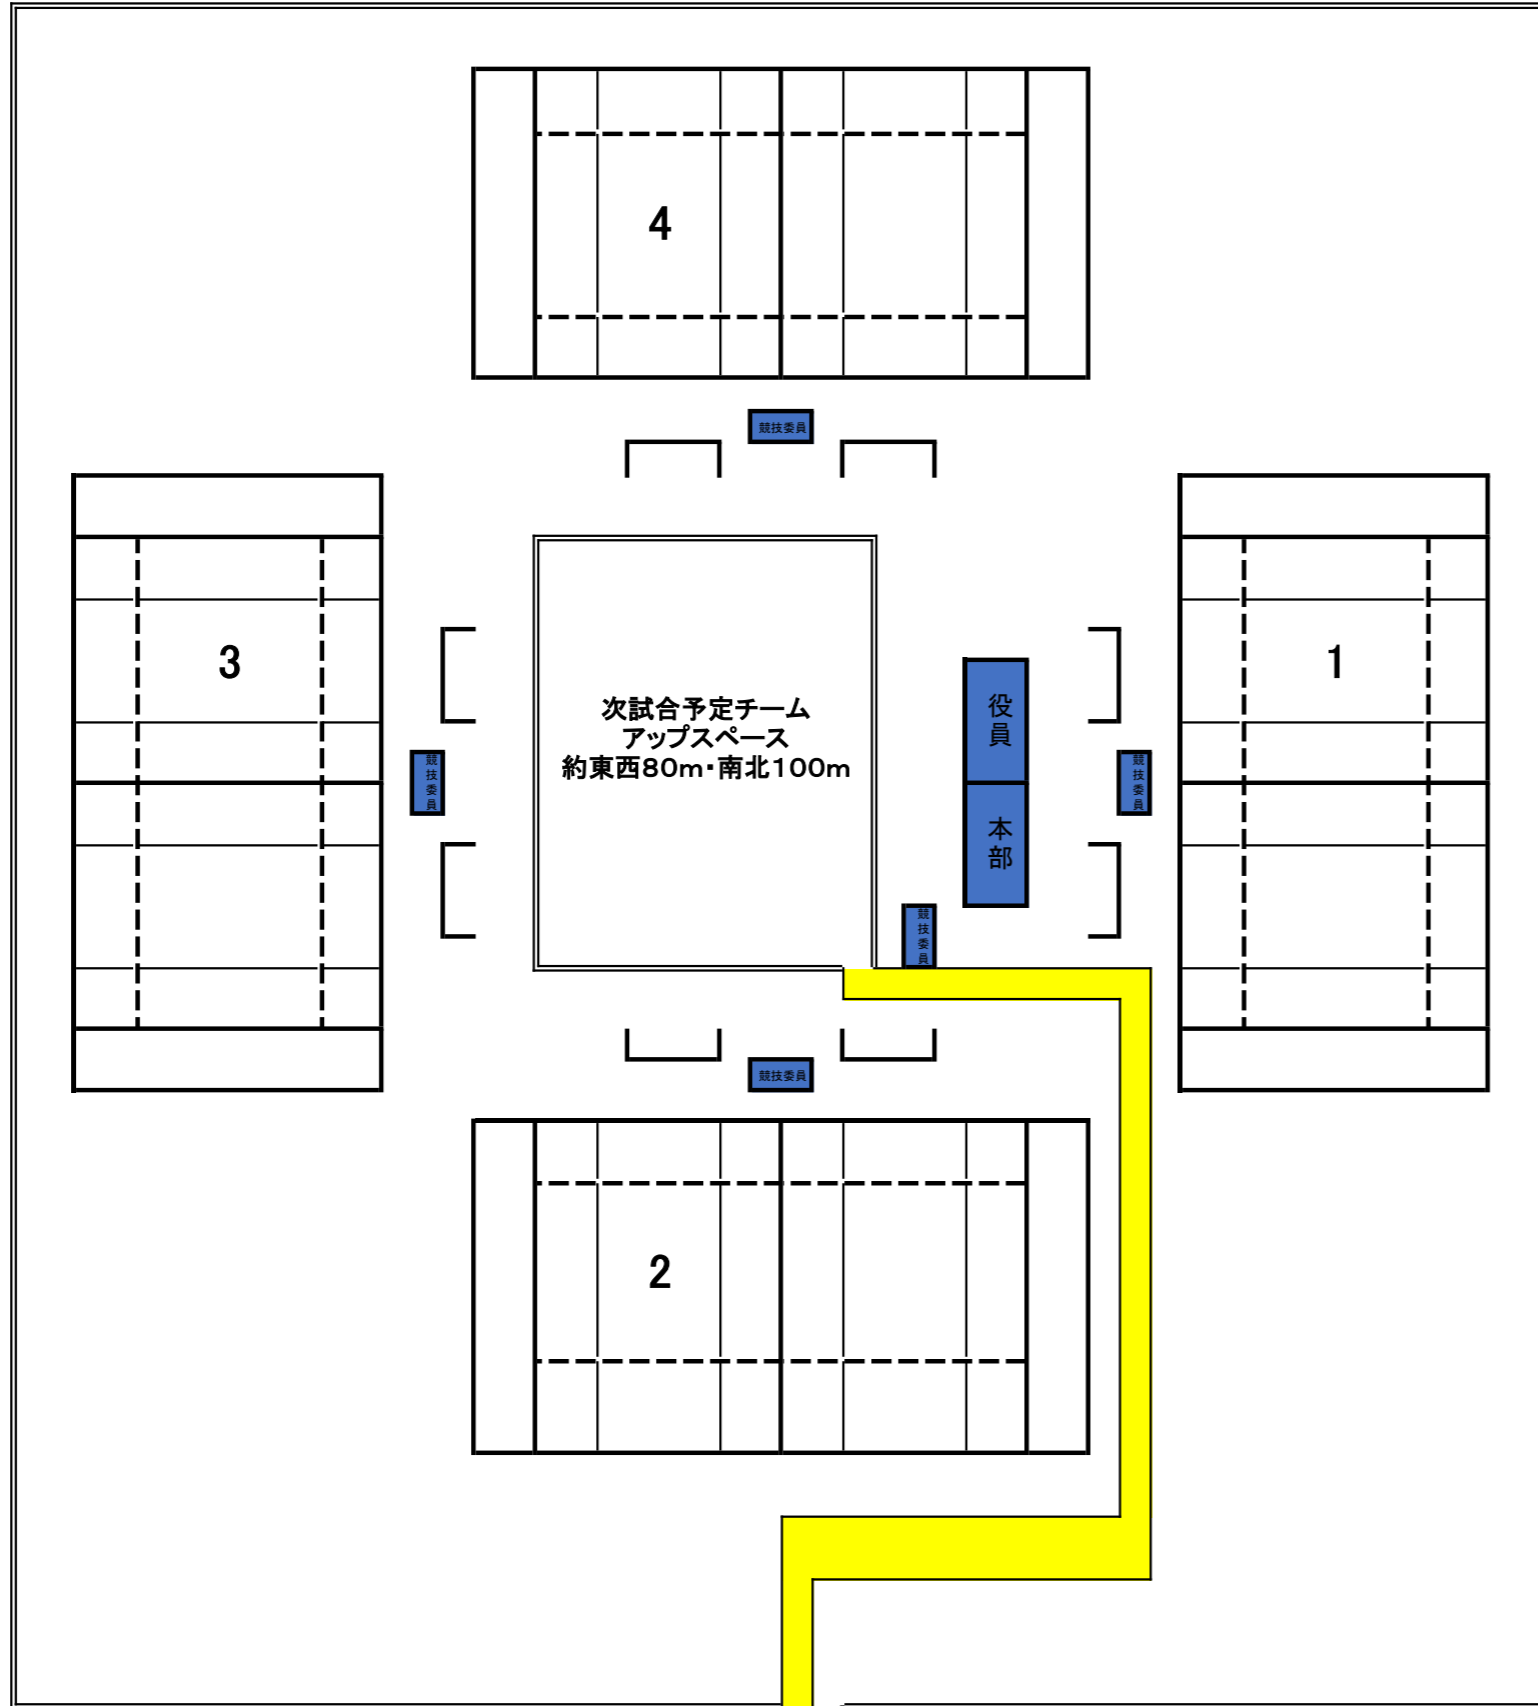 4
競技委員
3
1
次試合予定チーム
アップスペース
約東西80m・南北100m
役員
競技委員
競技委員
本部
競技委員
競技委員
2